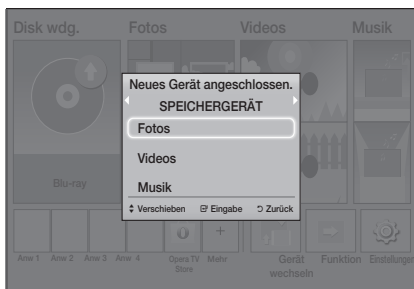 Disk wdg. Fotos Videos Musik
Neues Gerät angeschlossen.
SPEICHERGERÄT
Fotos
Videos
Musik
Verschieben Eingabe Zurück
Blu-ray
Anw 1 Anw 2 Anw 3 Anw 4 Opera TV Store Mehr Gerät wechseln Funktion Einstellungen